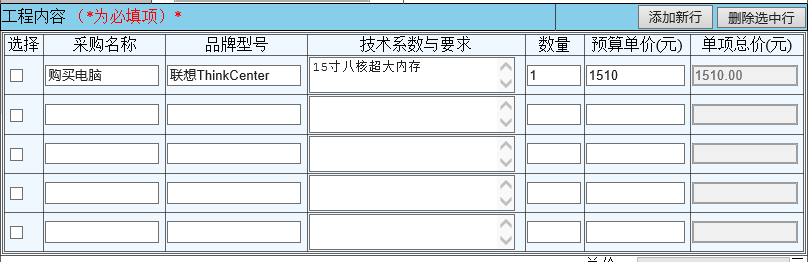 工程内容（*为必填项）* 添加新行 删除选中行
选择 采购名称 品牌型号 技术系数与要求 数量 预算单价(元) 单项总价(元)
购买电脑 联想ThinkCenter 15寸八核超大内存 1 1510 1510.00